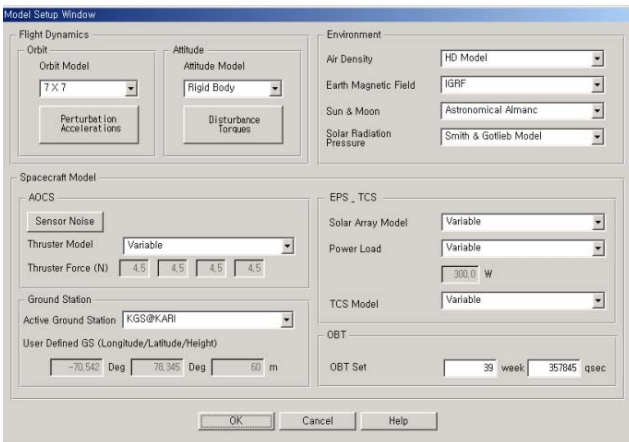 Model Setup Window
Flight Dynamics
Orbit
Orbit Model
7 X 7
Perturbation
Accelerations
Attitude
Attitude Model
Rigid Body
Disturbance
Torques
Environment
Air Density HD Model
Earth Magnetic Field IGRF
Sun & Moon Astronomical Almanc
Solar Radiation
Pressure Smith & Gotlieb Model
Spacecraft Model
AOCS
Sensor Noise
Thruster Model Variable
Thruster Force (N) 4,5 4,5 4,5 4,5
Ground Station
Active Ground Station KGS@KARI
User Defined GS (Longitude/Latitude/Height)
-70,542 Deg 78,345 Deg 60 m
EPS _ TCS
Solar Array Model Variable
Power Load Variable
300,0 W
TCS Model Variable
OBT
OBT Set 39 week 357845 qsec
OK Cancel Help